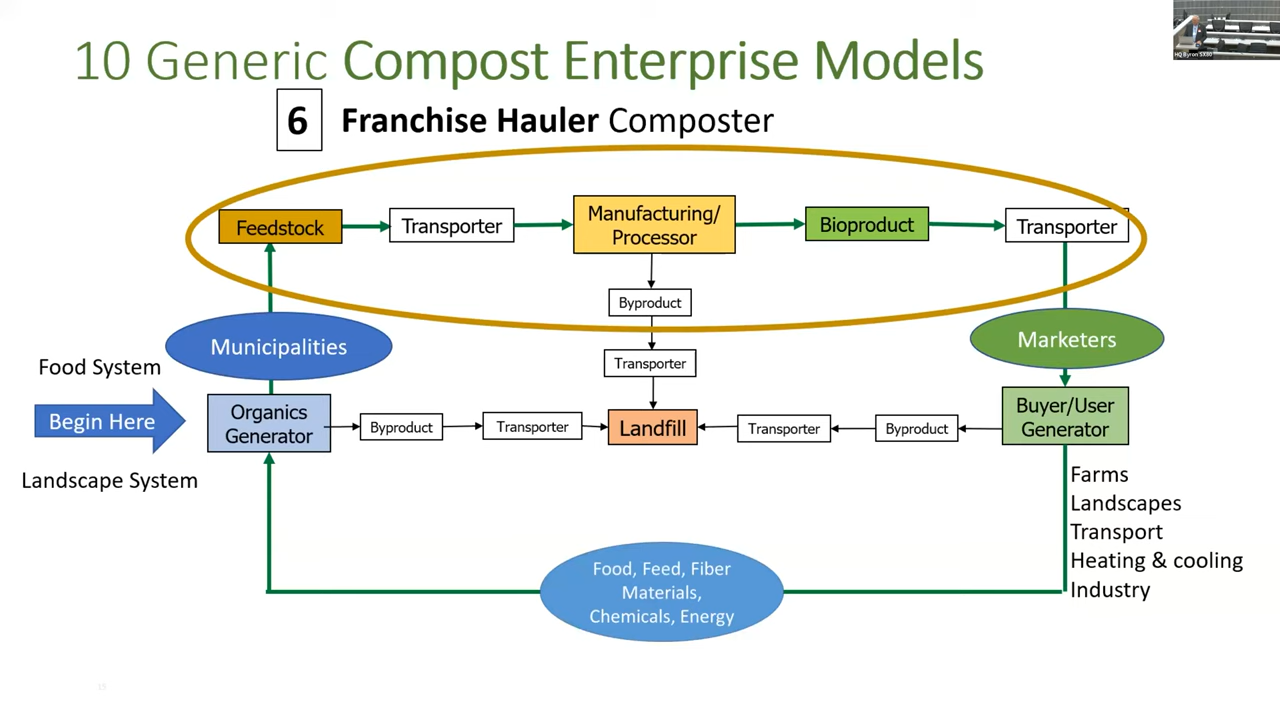 10 Generic Compost Enterprise Models
6 Franchise Hauler Composter
Feedstock
Transporter
Manufacturing/
Processor
Bioproduct
Transporter
Byproduct
Municipalities
Marketers
Transporter
Food System
Begin Here
Landscape System
Organics
Generator
Byproduct
Transporter
Landfill
Transporter
Byproduct
Buyer/User
Generator
Farms
Landscapes
Transport
Heating & cooling
Industry
Food, Feed, Fiber
Materials,
Chemicals, Energy
15